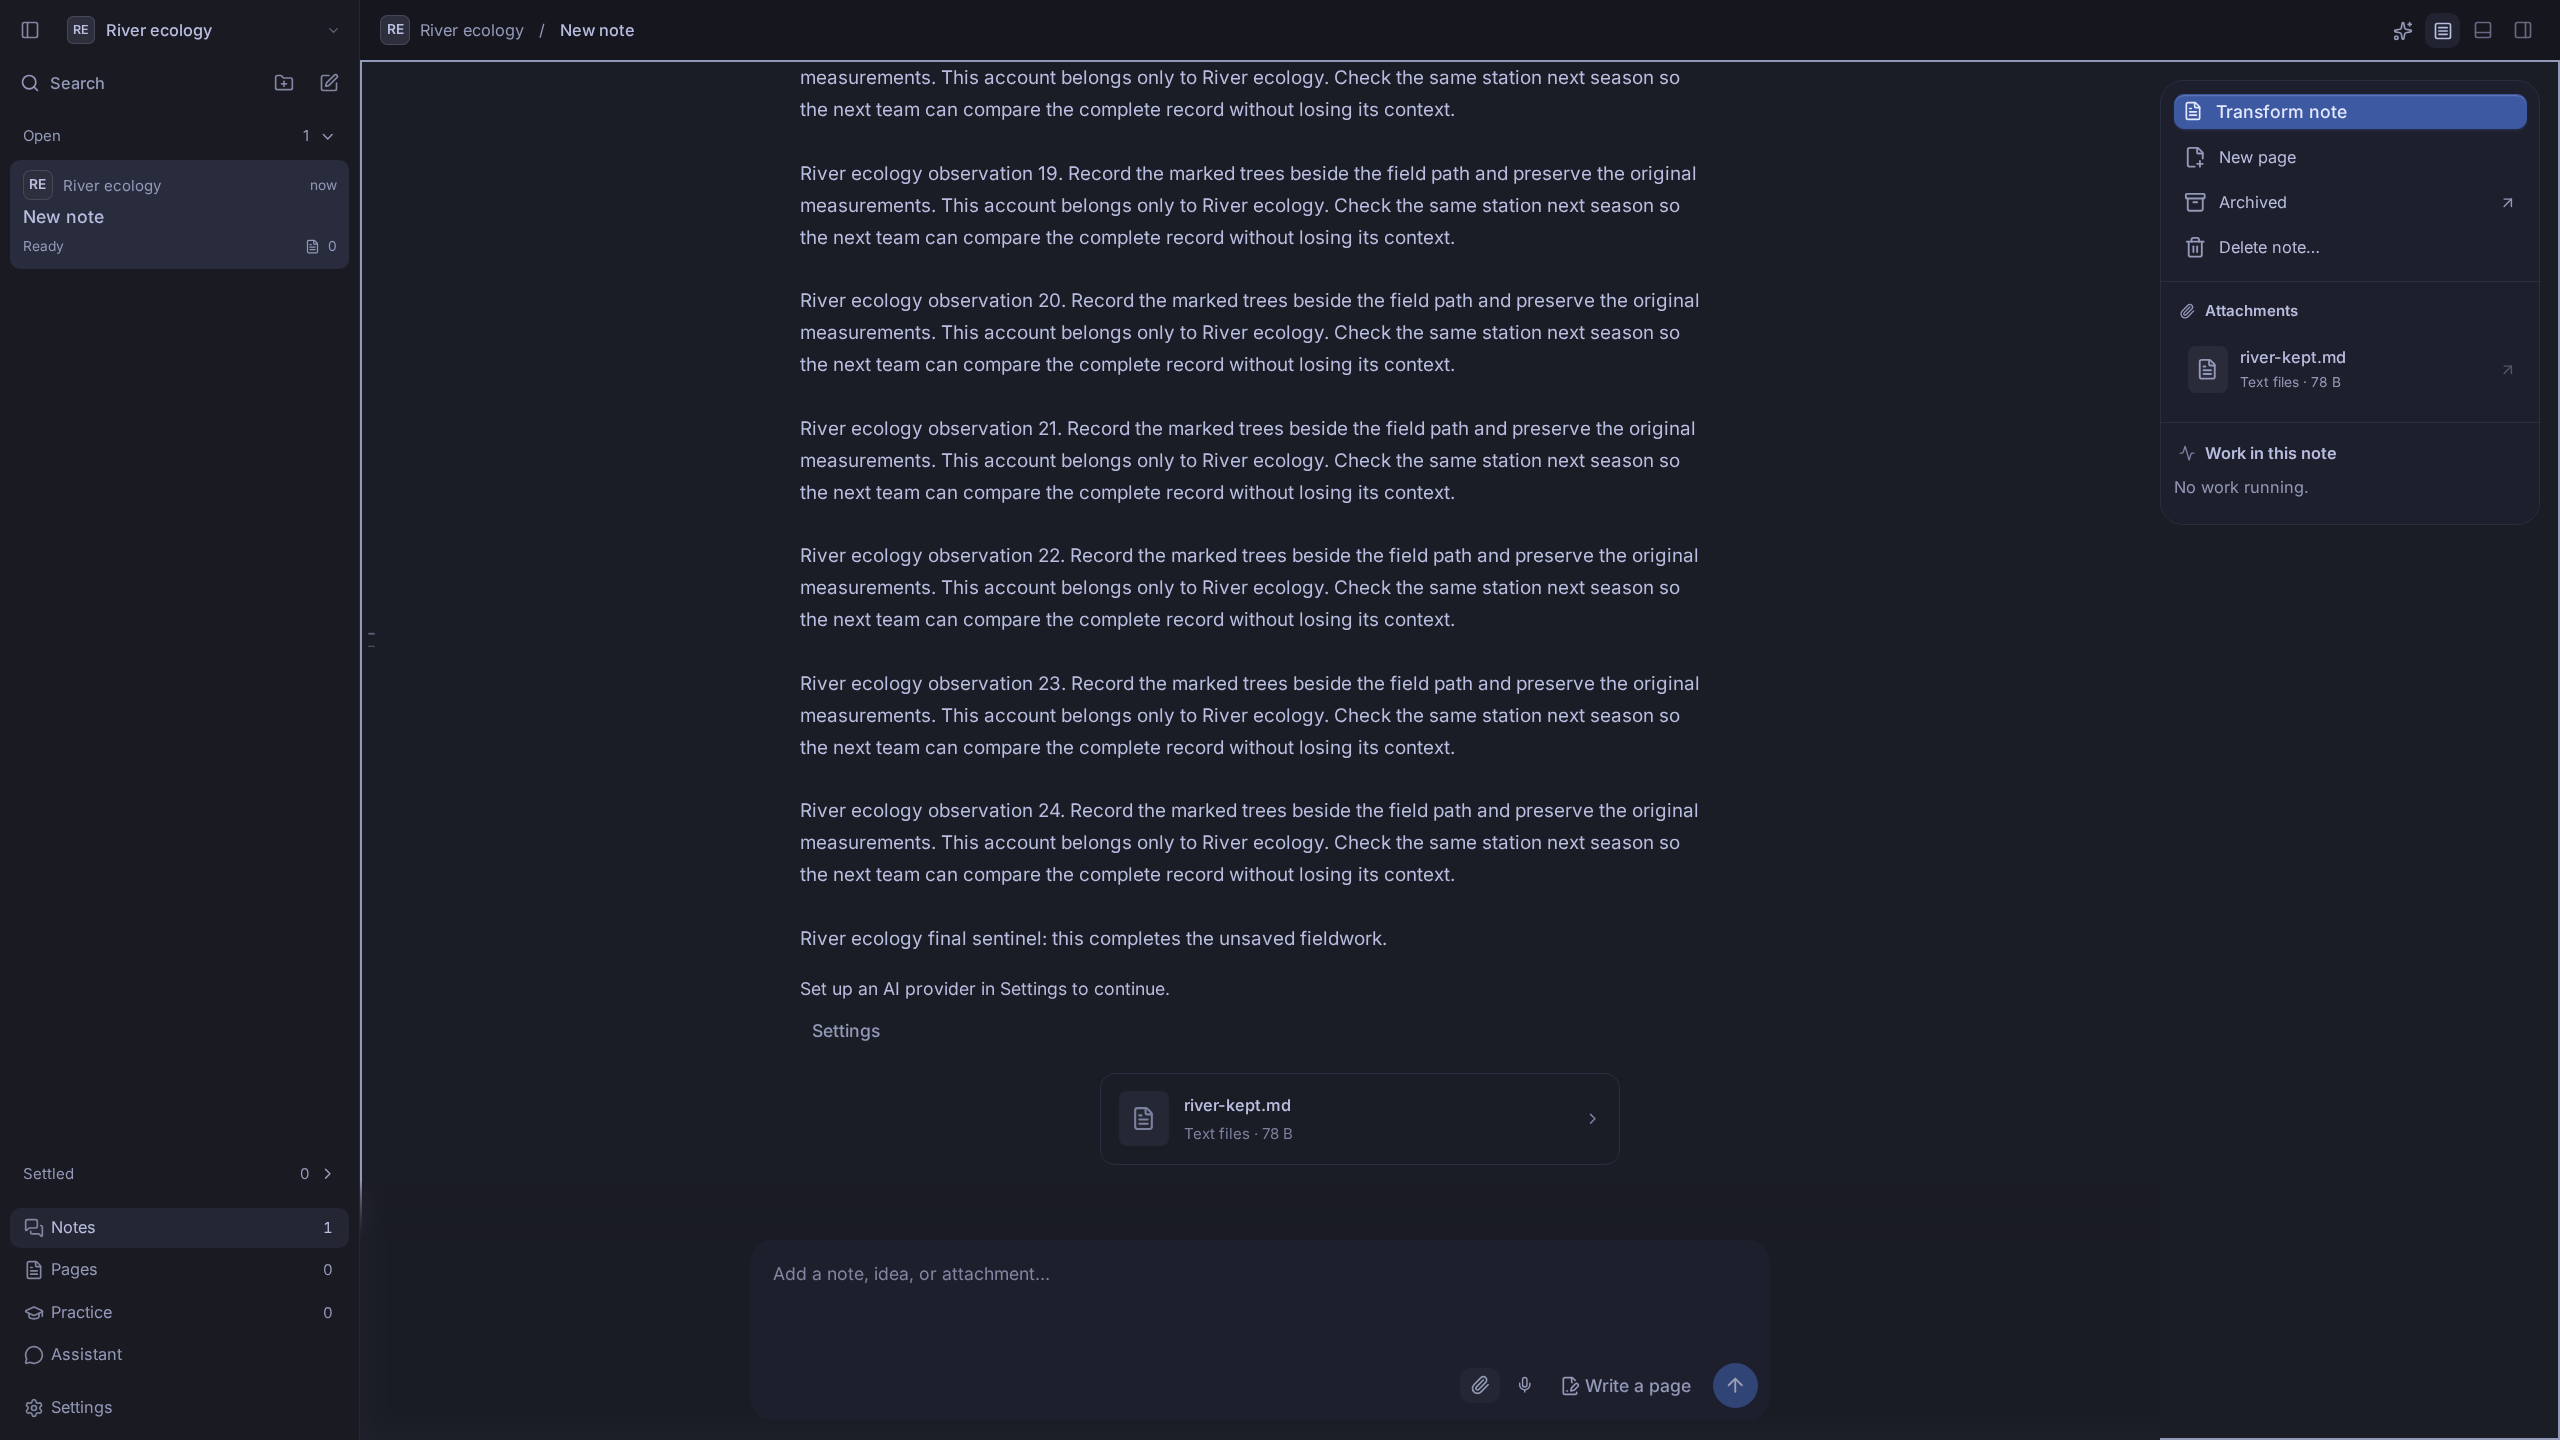 RE River ecology
Search
Open 1
RE River ecology now
New note
Ready 0
Settled 0
Notes 1
Pages 0
Practice 0
Assistant
Settings
RE River ecology / New note
measurements. This account belongs only to River ecology. Check the same station next season so
the next team can compare the complete record without losing its context.
River ecology observation 19. Record the marked trees beside the field path and preserve the original
measurements. This account belongs only to River ecology. Check the same station next season so
the next team can compare the complete record without losing its context.
River ecology observation 20. Record the marked trees beside the field path and preserve the original
measurements. This account belongs only to River ecology. Check the same station next season so
the next team can compare the complete record without losing its context.
River ecology observation 21. Record the marked trees beside the field path and preserve the original
measurements. This account belongs only to River ecology. Check the same station next season so
the next team can compare the complete record without losing its context.
River ecology observation 22. Record the marked trees beside the field path and preserve the original
measurements. This account belongs only to River ecology. Check the same station next season so
the next team can compare the complete record without losing its context.
River ecology observation 23. Record the marked trees beside the field path and preserve the original
measurements. This account belongs only to River ecology. Check the same station next season so
the next team can compare the complete record without losing its context.
River ecology observation 24. Record the marked trees beside the field path and preserve the original
measurements. This account belongs only to River ecology. Check the same station next season so
the next team can compare the complete record without losing its context.
River ecology final sentinel: this completes the unsaved fieldwork.
Set up an AI provider in Settings to continue.
Settings
river-kept.md
Text files · 78 B
Add a note, idea, or attachment...
Write a page
Transform note
New page
Archived
Delete note...
Attachments
river-kept.md
Text files · 78 B
Work in this note
No work running.